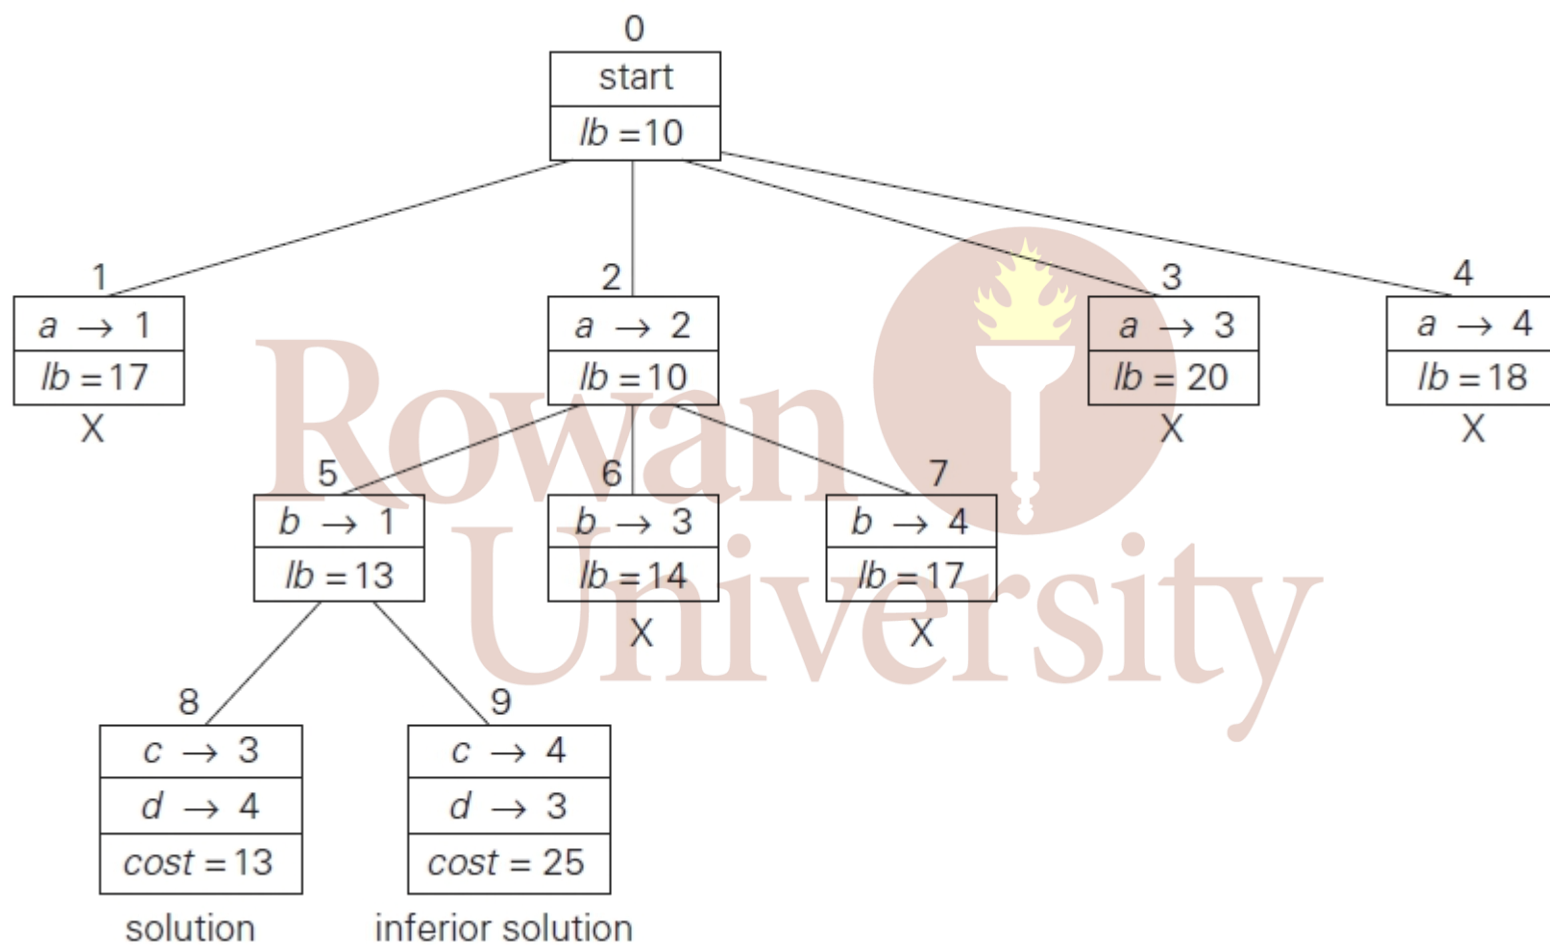 0
start
lb = 10
1
2
3
4
a → 1
a → 2
a → 3
a → 4
lb = 17
lb = 10
lb = 20
lb = 18
X
X
X
5
6
7
b → 1
b → 3
b → 4
lb = 13
lb = 14
lb = 17
X
X
8
9
c → 3
c → 4
d → 4
d → 3
cost = 13
cost = 25
solution
inferior solution
Rowan
University